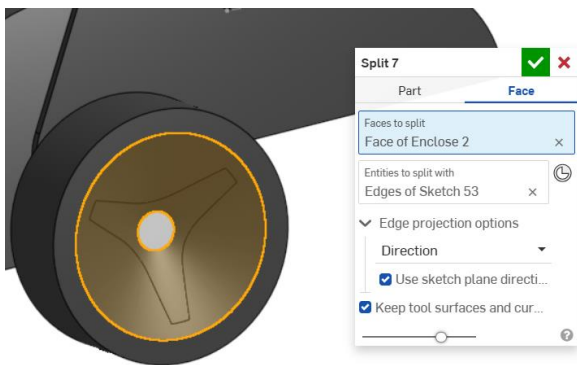 Split 7
Part Face
Faces to split
Face of Enclose 2
Entities to split with
Edges of Sketch 53
Edge projection options
Direction
Use sketch plane directi...
Keep tool surfaces and cur...